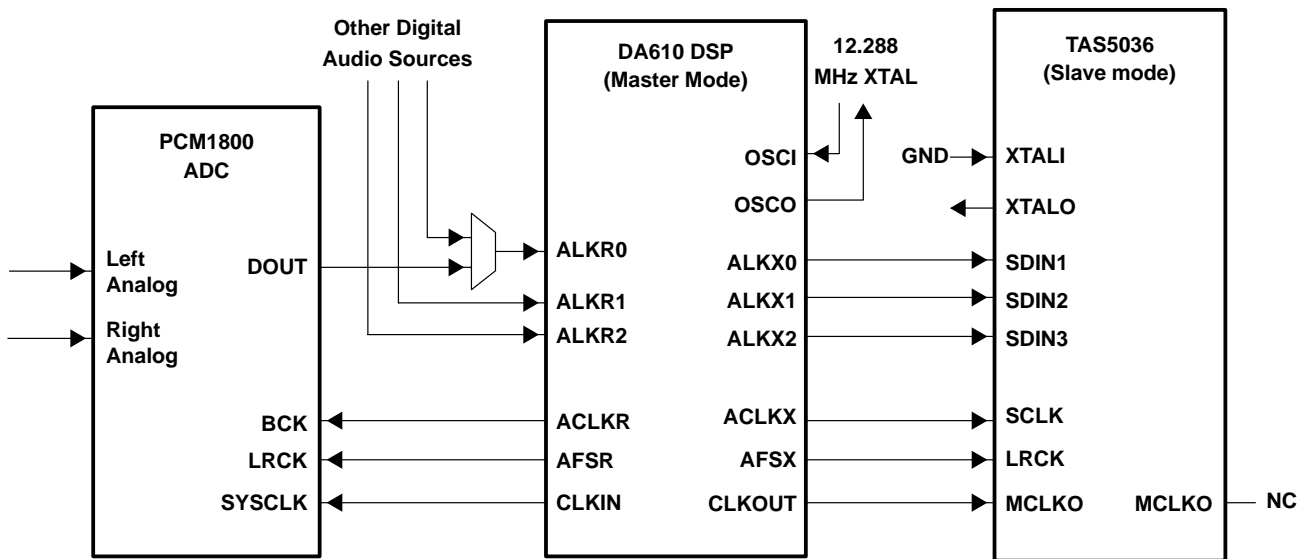 Other Digital
Audio Sources
PCM1800
ADC
Left
Analog
Right
Analog
DOUT
BCK
LRCK
SYSCLK
DA610 DSP
(Master Mode)
ALKR0
ALKR1
ALKR2
ACLKR
AFSR
CLKIN
OSCI
OSCO
ALKX0
ALKX1
ALKX2
ACLKX
AFSX
CLKOUT
12.288
MHz XTAL
GND
TAS5036
(Slave mode)
XTALI
XTALO
SDIN1
SDIN2
SDIN3
SCLK
LRCK
MCLKO
MCLKO
NC